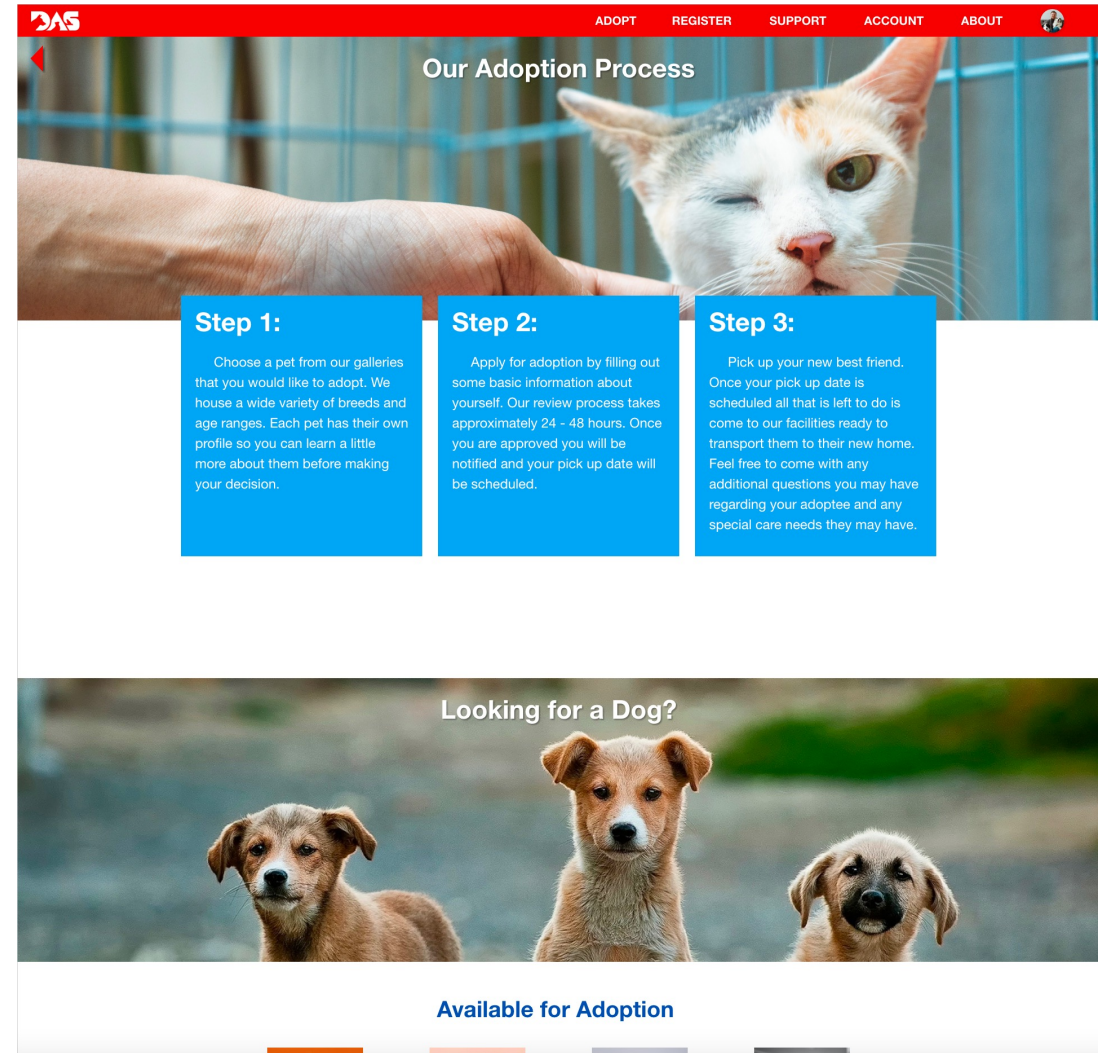 DAS
ADOPT REGISTER SUPPORT ACCOUNT ABOUT
Our Adoption Process
Step 1:
Choose a pet from our galleries
that you would like to adopt. We
house a wide variety of breeds and
age ranges. Each pet has their own
profile so you can learn a little
more about them before making
your decision.
Step 2:
Apply for adoption by filling out
some basic information about
yourself. Our review process takes
approximately 24 - 48 hours. Once
you are approved you will be
notified and your pick up date will
be scheduled.
Step 3:
Pick up your new best friend.
Once your pick up date is
scheduled all that is left to do is
come to our facilities ready to
transport them to their new home.
Feel free to come with any
additional questions you may have
regarding your adoptee and any
special care needs they may have.
Looking for a Dog?
Available for Adoption